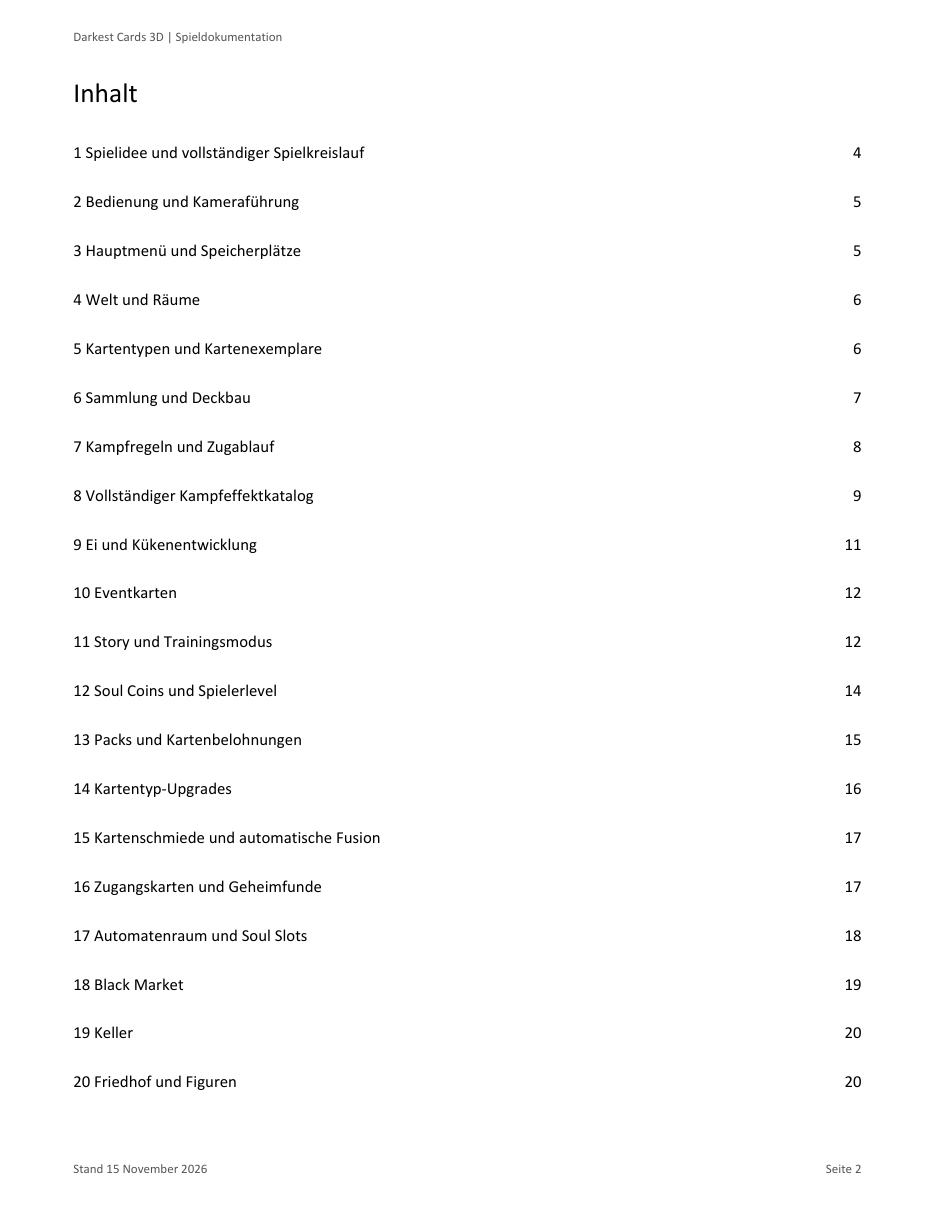 Darkest Cards 3D | Spieldokumentation
Inhalt
1 Spielidee und vollständiger Spielkreislauf 4
2 Bedienung und Kameraführung 5
3 Hauptmenü und Speicherplätze 5
4 Welt und Räume 6
5 Kartentypen und Kartenexemplare 6
6 Sammlung und Deckbau 7
7 Kampfregeln und Zugablauf 8
8 Vollständiger Kampfeffektkatalog 9
9 Ei und Kükenentwicklung 11
10 Eventkarten 12
11 Story und Trainingsmodus 12
12 Soul Coins und Spielerlevel 14
13 Packs und Kartenbelohnungen 15
14 Kartentyp-Upgrades 16
15 Kartenschmiede und automatische Fusion 17
16 Zugangskarten und Geheimfunde 17
17 Automatenraum und Soul Slots 18
18 Black Market 19
19 Keller 20
20 Friedhof und Figuren 20
Stand 15 November 2026 Seite 2